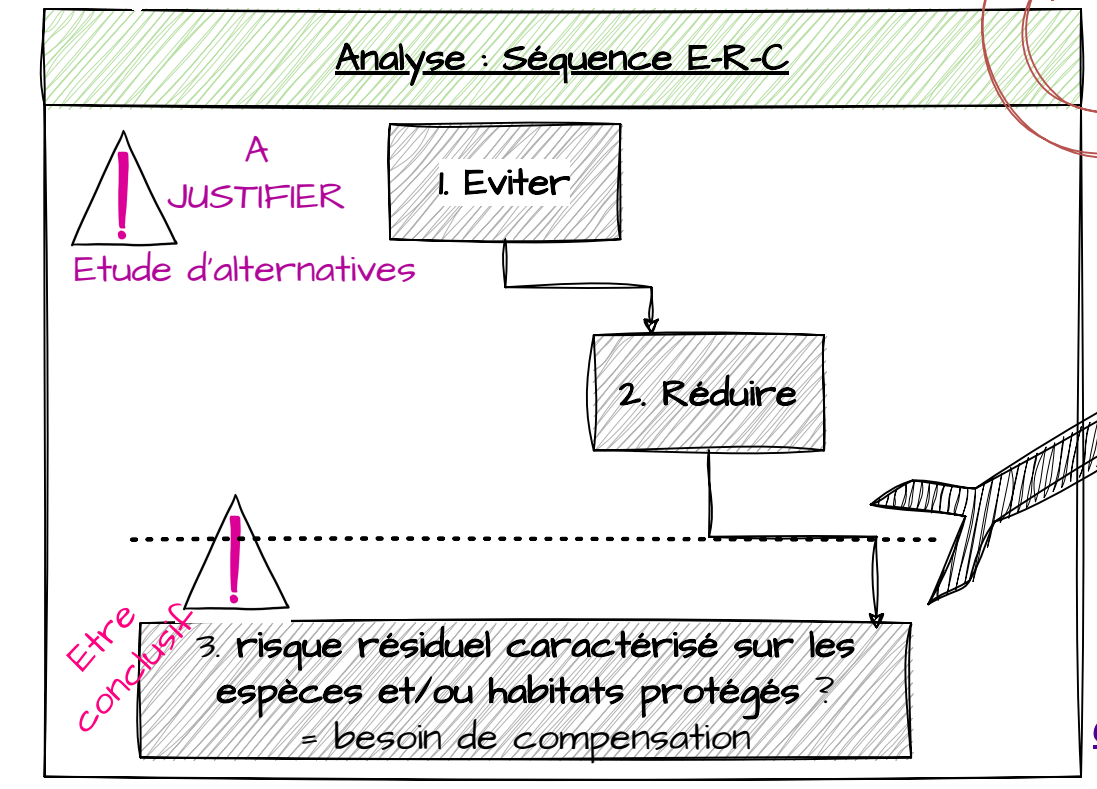 Analyse : Séquence E-R-C
!
A
JUSTIFIER
Etude d'alternatives
1. Eviter
2. Réduire
!
Etre
conclusif
3. risque résiduel caractérisé sur les
espèces et/ou habitats protégés ?
= besoin de compensation